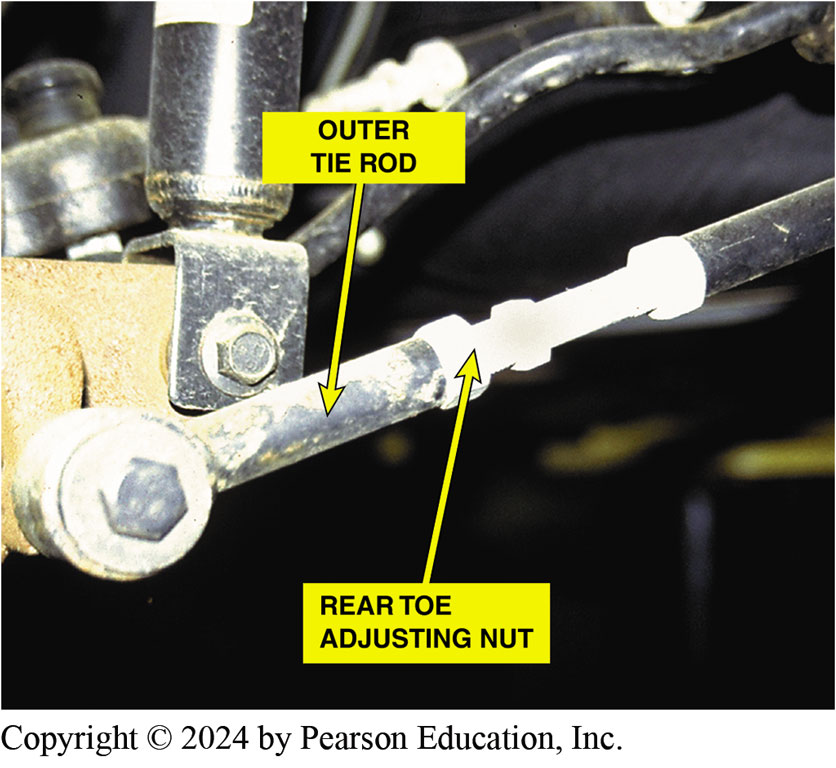 OUTER
TIE ROD
REAR TOE
ADJUSTING NUT
Copyright © 2024 by Pearson Education, Inc.